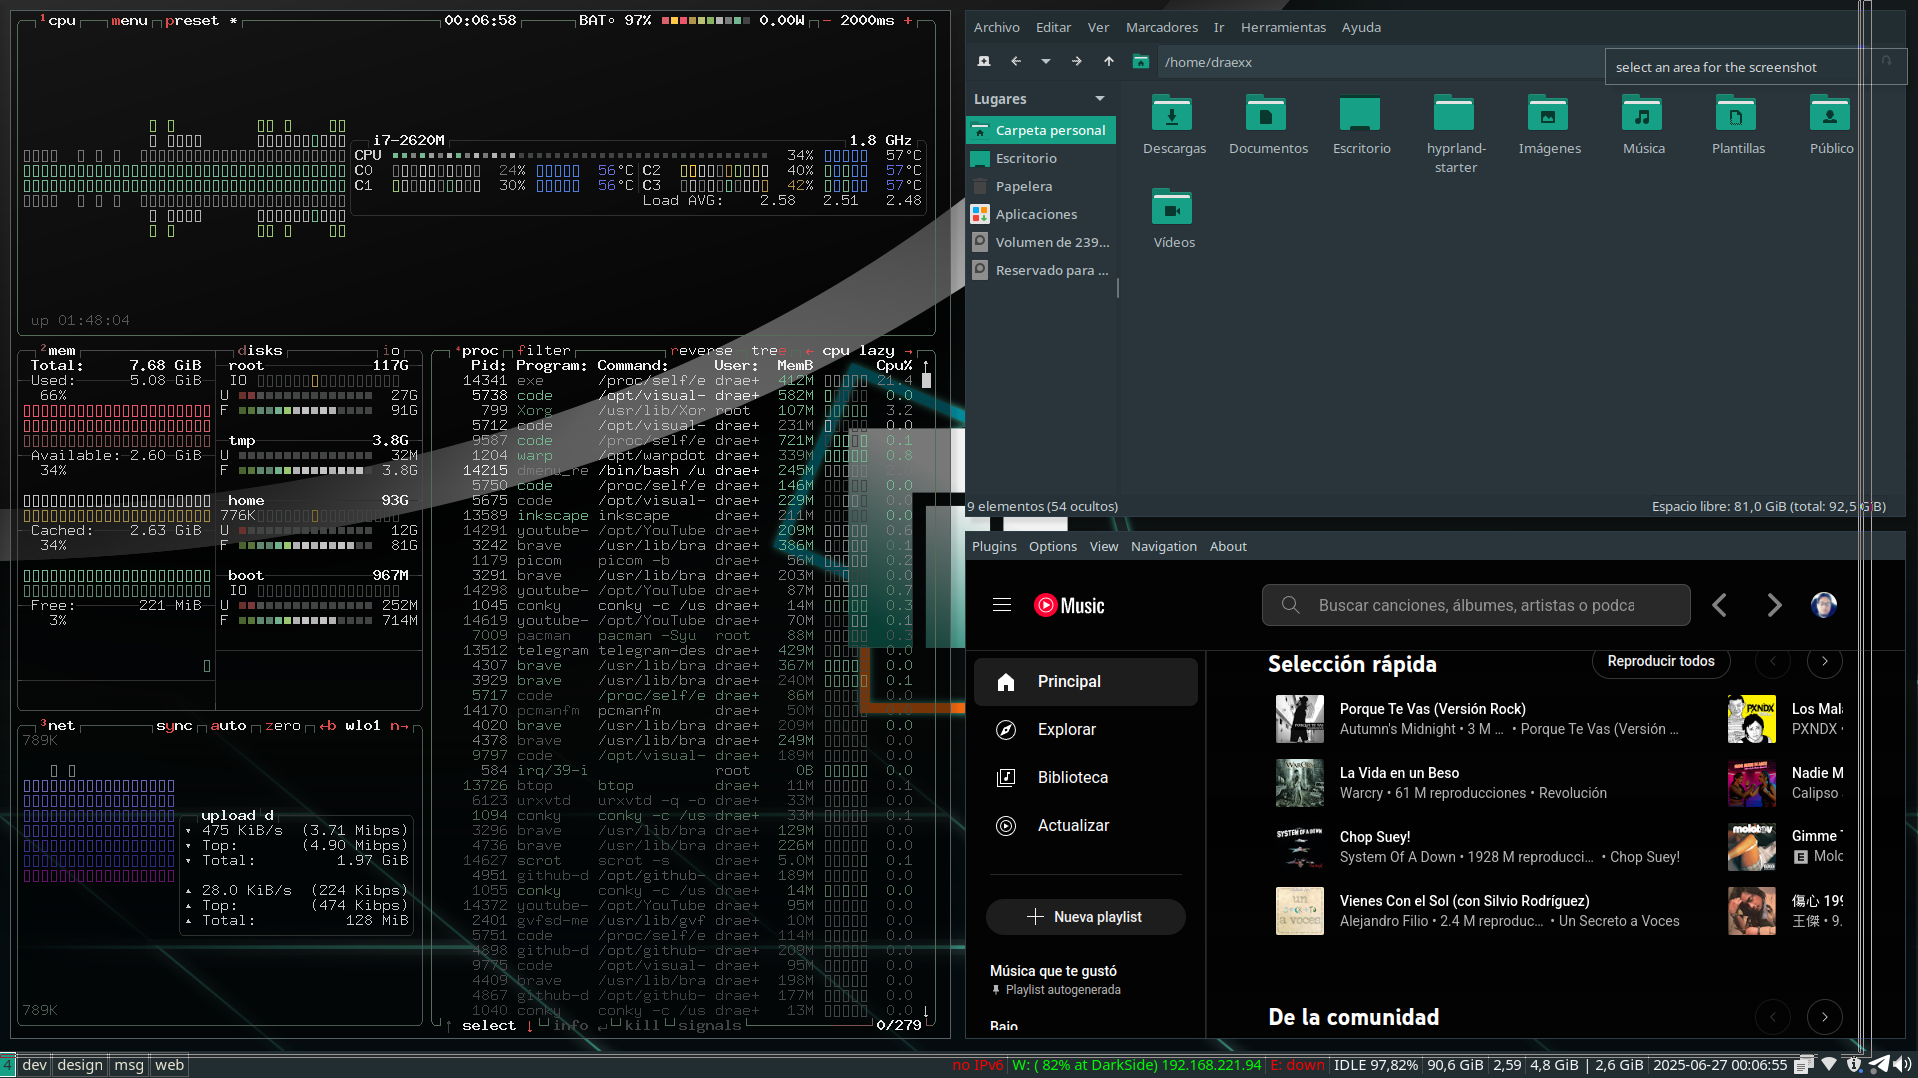 ¹cpu menu preset * 00:06:58 BAT 97% 0.00W - 2000ms +
i7-2620M 1.8 GHz
CPU 34% 57°C
C0 24% 56°C C2 40% 57°C
C1 30% 56°C C3 42% 57°C
Load AVG: 2.58 2.51 2.48
up 01:48:04
²mem
Total: 7.68 GiB
Used: 5.08 GiB
66%
Available: 2.60 GiB
34%
Cached: 2.63 GiB
34%
Free: 221 MiB
3%
disks io
root 117G
IO
U 27G
F 91G
tmp 3.8G
U 32M
F 3.8G
home 93G
776K
U 12G
F 81G
boot 967M
IO
U 252M
F 714M
³net sync auto zero ←b wlo1 n→
789K
upload d
▾ 475 KiB/s (3.71 Mibps)
▾ Top: (4.90 Mibps)
▾ Total: 1.97 GiB
▴ 28.0 KiB/s (224 Kibps)
▴ Top: (474 Kibps)
▴ Total: 128 MiB
789K
⁴proc filter reverse tree ← cpu lazy →
Pid: Program: Command: User: MemB Cpu% ↑
14341 exe /proc/self/e drae+ 412M 21.4
5738 code /opt/visual- drae+ 582M 0.0
799 Xorg /usr/lib/Xor root 107M 3.2
5712 code /opt/visual- drae+ 231M 0.0
9587 code /proc/self/e drae+ 721M 0.1
1204 warp /opt/warpdot drae+ 339M 0.8
14215 dmenu_re /bin/bash /u drae+ 245M
5750 code /proc/self/e drae+ 146M 0.0
5675 code /opt/visual- drae+ 229M 0.0
13589 inkscape inkscape drae+ 211M 0.0
14291 youtube- /opt/YouTube drae+ 209M 0.6
3242 brave /usr/lib/bra drae+ 386M 0.1
1179 picom picom -b drae+ 56M 0.2
3291 brave /usr/lib/bra drae+ 203M 0.0
14298 youtube- /opt/YouTube drae+ 87M 0.7
1045 conky conky -c /us drae+ 14M 0.3
14619 youtube- /opt/YouTube drae+ 70M 0.1
7009 pacman pacman -Syu root 88M 0.3
13512 telegram telegram-des drae+ 429M 0.0
4307 brave /usr/lib/bra drae+ 367M 0.1
3929 brave /usr/lib/bra drae+ 240M 0.1
5717 code /proc/self/e drae+ 86M 0.0
14170 pcmanfm pcmanfm drae+ 50M 0.0
4020 brave /usr/lib/bra drae+ 209M 0.0
4378 brave /usr/lib/bra drae+ 249M 0.0
9797 code /opt/visual- drae+ 189M 0.0
584 irq/39-i root 0B 0.0
13726 btop btop drae+ 11M 0.1
6123 urxvtd urxvtd -q -o drae+ 33M 0.0
1094 conky conky -c /us drae+ 33M 0.1
3296 brave /usr/lib/bra drae+ 129M 0.0
4736 brave /usr/lib/bra drae+ 226M 0.0
14627 scrot scrot -s drae+ 5.0M 0.1
4951 github-d /opt/github- drae+ 189M 0.0
1055 conky conky -c /us drae+ 14M 0.1
14372 youtube- /opt/YouTube drae+ 95M 0.0
2401 gvfsd-me /usr/lib/gvf drae+ 10M 0.0
5751 code /proc/self/e drae+ 114M 0.0
4898 github-d /opt/github- drae+ 209M 0.0
9775 code /opt/visual- drae+ 95M 0.0
4409 brave /usr/lib/bra drae+ 198M 0.0
4867 github-d /opt/github- drae+ 177M 0.0
1040 conky conky -c /us drae+ 13M 0.0
↑ select ↓ info ↵ kill signals 0/279
Archivo Editar Ver Marcadores Ir Herramientas Ayuda
/home/draexx
select an area for the screenshot
Lugares
Carpeta personal
Escritorio
Papelera
Aplicaciones
Volumen de 239...
Reservado para ...
Descargas Documentos Escritorio hyprland-starter Imágenes Música Plantillas Público
Vídeos
9 elementos (54 ocultos) Espacio libre: 81,0 GiB (total: 92,5 GiB)
Plugins Options View Navigation About
Music
Buscar canciones, álbumes, artistas o podca
Principal
Explorar
Biblioteca
Actualizar
Nueva playlist
Música que te gustó
Playlist autogenerada
Bajo
Selección rápida Reproducir todos
Porque Te Vas (Versión Rock)
Autumn's Midnight • 3 M … • Porque Te Vas (Versión …
La Vida en un Beso
Warcry • 61 M reproducciones • Revolución
Chop Suey!
System Of A Down • 1928 M reproducci… • Chop Suey!
Vienes Con el Sol (con Silvio Rodríguez)
Alejandro Filio • 2.4 M reproduc… • Un Secreto a Voces
Los Mal
PXNDX •
Nadie M
Calipso
Gimme T
E Molo
傷心 199
王傑 • 9.
De la comunidad
4 dev design msg web
no IPv6 W: ( 82% at DarkSide) 192.168.221.94 E: down IDLE 97,82% 90,6 GiB 2,59 4,8 GiB | 2,6 GiB 2025-06-27 00:06:55